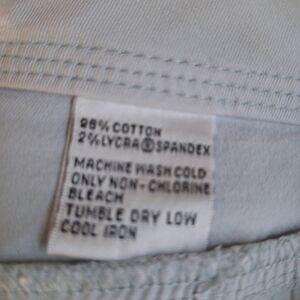 98% COTTON
2% LYCRA® SPANDEX
MACHINE WASH COLD
ONLY NON-CHLORINE
BLEACH
TUMBLE DRY LOW
COOL IRON